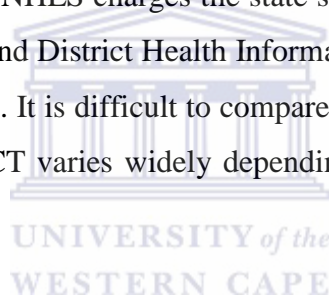 NHLS charges the state s
nd District Health Informa
. It is difficult to compare
CT varies widely dependin
UNIVERSITY of the
WESTERN CAPE